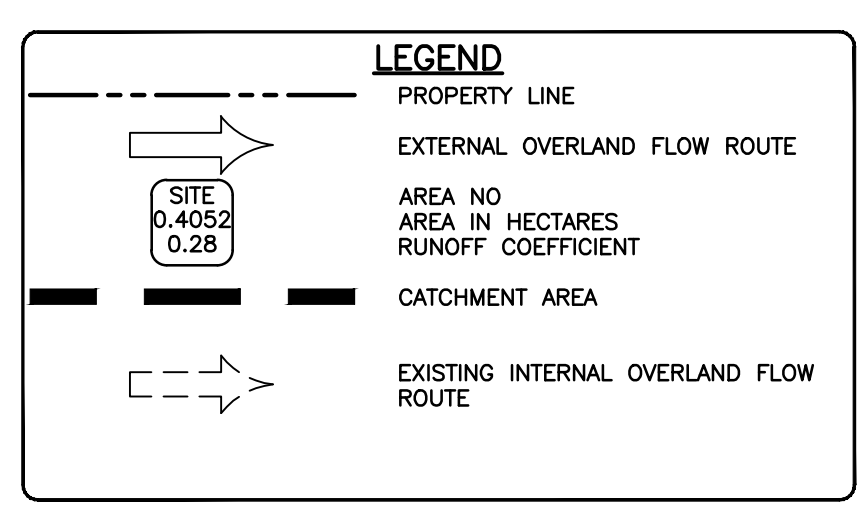 LEGEND
PROPERTY LINE
EXTERNAL OVERLAND FLOW ROUTE
SITE
0.4052
0.28
AREA NO
AREA IN HECTARES
RUNOFF COEFFICIENT
CATCHMENT AREA
EXISTING INTERNAL OVERLAND FLOW
ROUTE